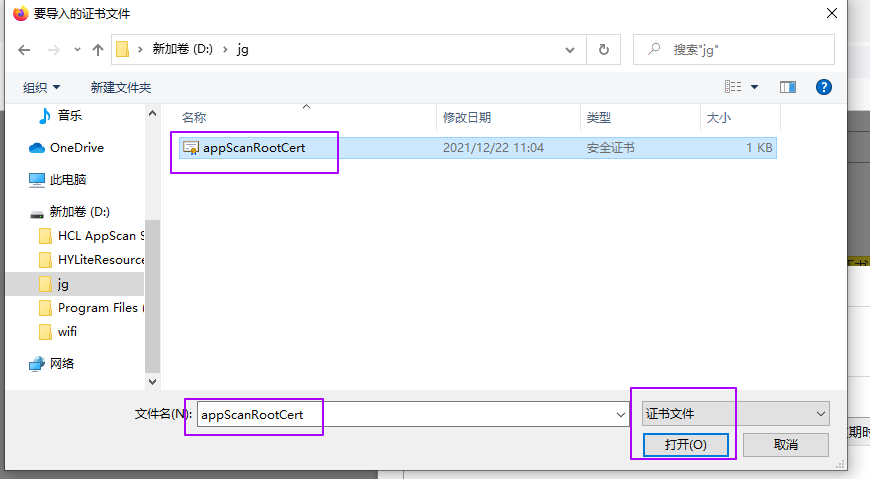 要导入的证书文件
新加卷 (D:) jg
搜索"jg"
组织 新建文件夹
名称 修改日期 类型 大小
appScanRootCert 2021/12/22 11:04 安全证书 1 KB
音乐
OneDrive
此电脑
新加卷 (D:)
HCL AppScan S
HYLiteResource
jg
Program Files (
wifi
网络
文件名(N): appScanRootCert 证书文件
打开(O) 取消
期时